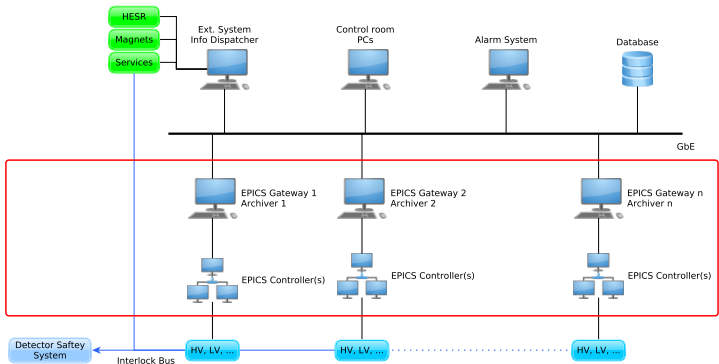 HESR
Magnets
Services
Ext. System
Info Dispatcher
Control room
PCs
Alarm System
Database
GbE
EPICS Gateway 1
Archiver 1
EPICS Gateway 2
Archiver 2
EPICS Gateway n
Archiver n
EPICS Controller(s)
EPICS Controller(s)
EPICS Controller(s)
Detector Saftey
System
Interlock Bus
HV, LV, ...
HV, LV, ...
HV, LV, ...